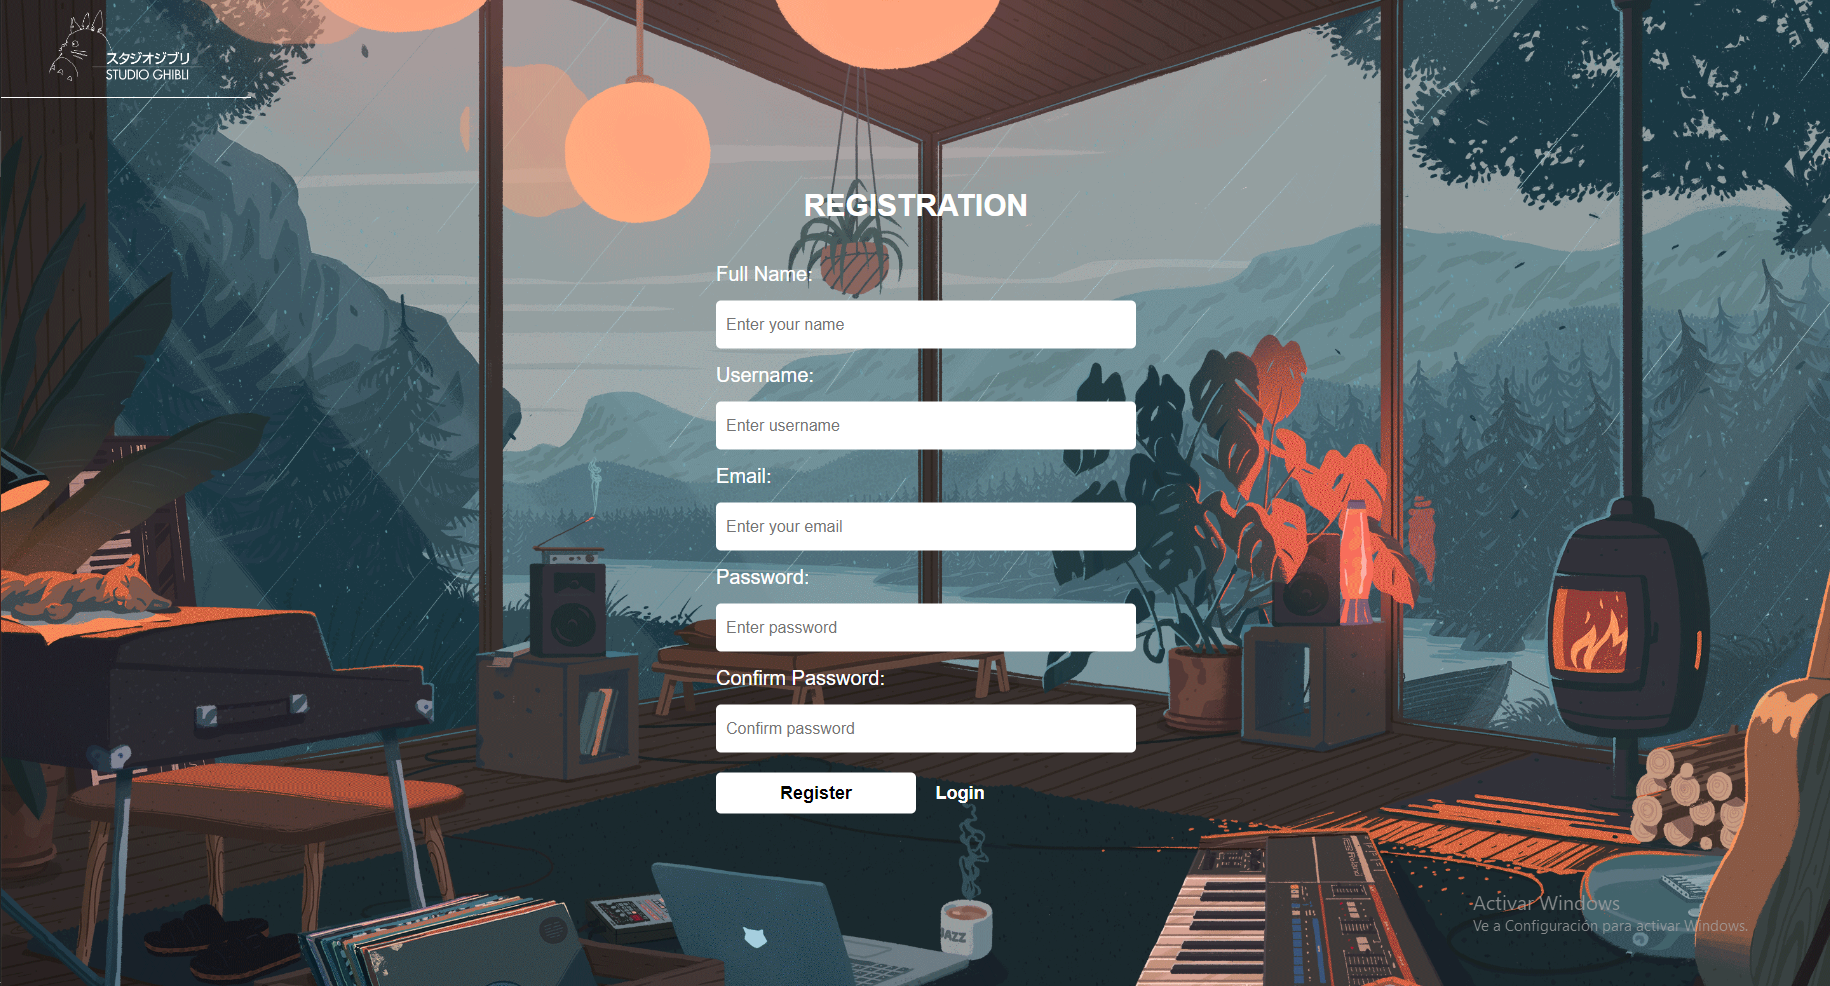 スタジオジブリ
STUDIO GHIBLI
REGISTRATION
Full Name:
Enter your name
Username:
Enter username
Email:
Enter your email
Password:
Enter password
Confirm Password:
Confirm password
Register Login
Roland
JAZZ
Activar Windows
Ve a Configuración para activar Windows.